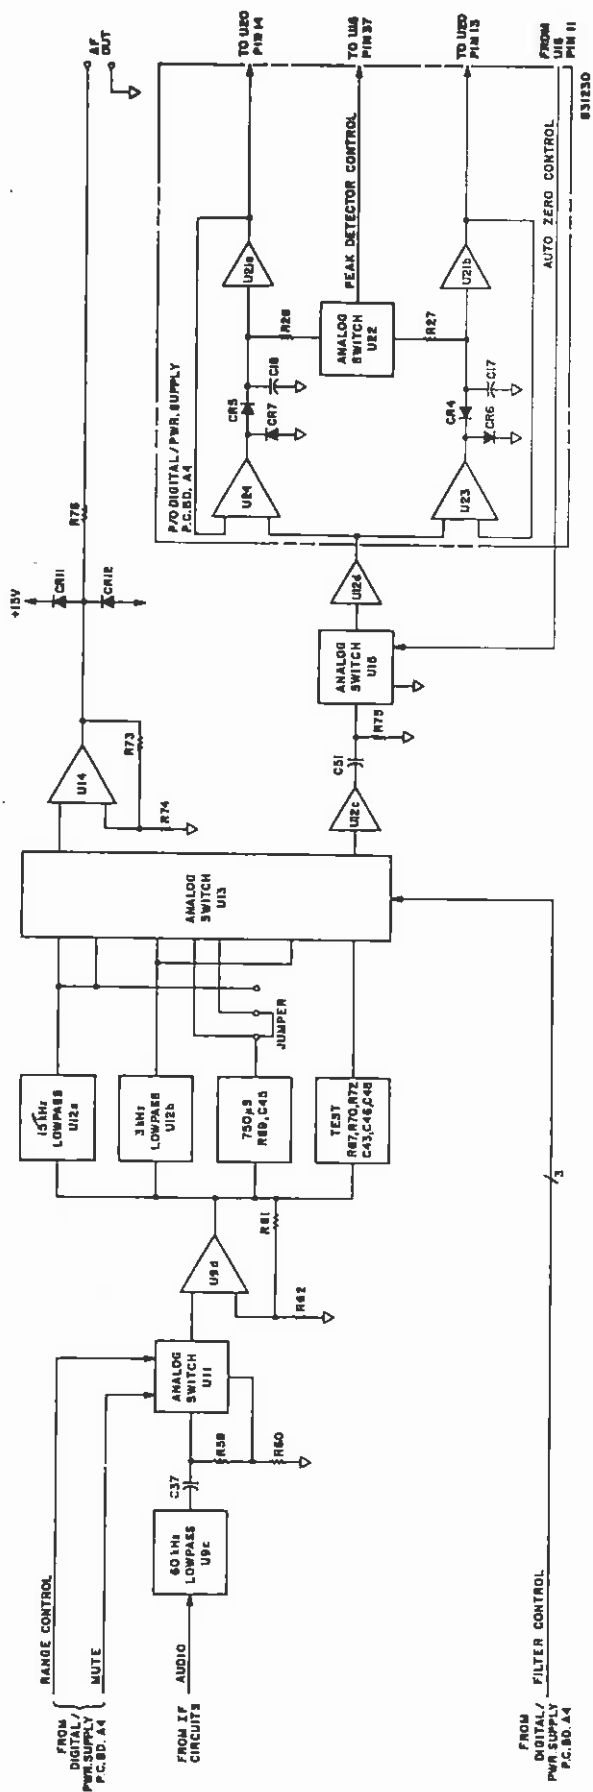 RANGE CONTROL
FROM
DIGITAL/
PWR.SUPPLY
P.C.BD. A4
MUTE
AUDIO
FROM IF
CIRCUITS
60 kHz
LOWPASS
U9c
C37
R59
R60
ANALOG
SWITCH
U11
U9d
R61
R62
15 kHz
LOWPASS
U12a
3 kHz
LOWPASS
U12b
750µS
R69, C45
TEST
R67, R70, R72
C43, C46, C48
JUMPER
ANALOG
SWITCH
U13
FROM
DIGITAL/
PWR.SUPPLY
P.C.BD. A4
FILTER CONTROL
3
U14
R73
R74
+15V
CR11
CR12
R76
AF
OUT
U12c
C51
R75
ANALOG
SWITCH
U15
U12d
P/O DIGITAL/PWR.SUPPLY
P.C.BD. A4
U24
CR5
CR7
C18
U21a
R28
ANALOG
SWITCH
U22
R27
PEAK DETECTOR CONTROL
U23
CR4
CR6
C17
U21b
AUTO ZERO CONTROL
TO U20
PIN 14
TO U16
PIN 37
TO U20
PIN 13
FROM
U16
PIN 11
831230